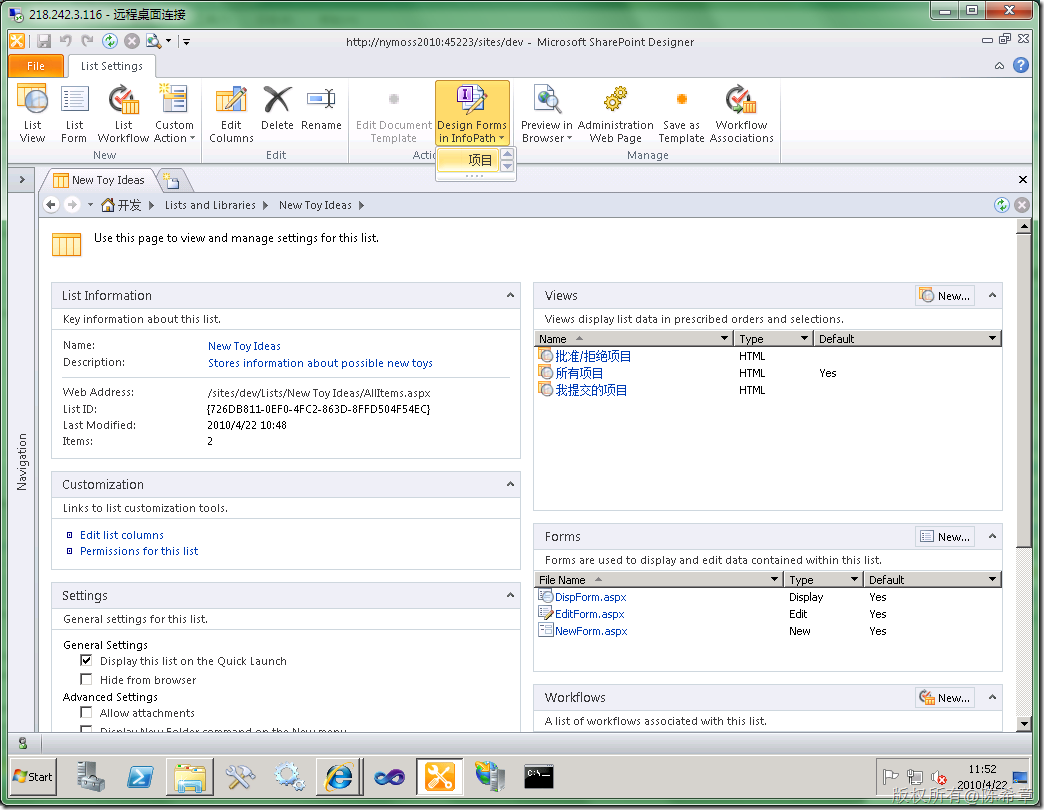 218.242.3.116 - 远程桌面连接
http://nymoss2010:45223/sites/dev - Microsoft SharePoint Designer
File
List Settings
List View
List Form
List Workflow
Custom Action
New
Edit Columns
Delete
Rename
Edit
Edit Document Template
Design Forms in InfoPath
Actio
项目
Preview in Browser
Administration Web Page
Save as Template
Workflow Associations
Manage
New Toy Ideas
开发
Lists and Libraries
New Toy Ideas
Navigation
Use this page to view and manage settings for this list.
List Information
Key information about this list.
Name: New Toy Ideas
Description: Stores information about possible new toys
Web Address: /sites/dev/Lists/New Toy Ideas/AllItems.aspx
List ID: {726DB811-0EF0-4FC2-863D-8FFD504F54EC}
Last Modified: 2010/4/22 10:48
Items: 2
Customization
Links to list customization tools.
Edit list columns
Permissions for this list
Settings
General settings for this list.
General Settings
Display this list on the Quick Launch
Hide from browser
Advanced Settings
Allow attachments
Display New Folder command on the New menu
Views
New...
Views display list data in prescribed orders and selections.
Name Type Default
批准/拒绝项目 HTML
所有项目 HTML Yes
我提交的项目 HTML
Forms
New...
Forms are used to display and edit data contained within this list.
File Name Type Default
DispForm.aspx Display Yes
EditForm.aspx Edit Yes
NewForm.aspx New Yes
Workflows
New...
A list of workflows associated with this list.
Start
C:\
11:52
2010/4/22
版权所有@陈希章